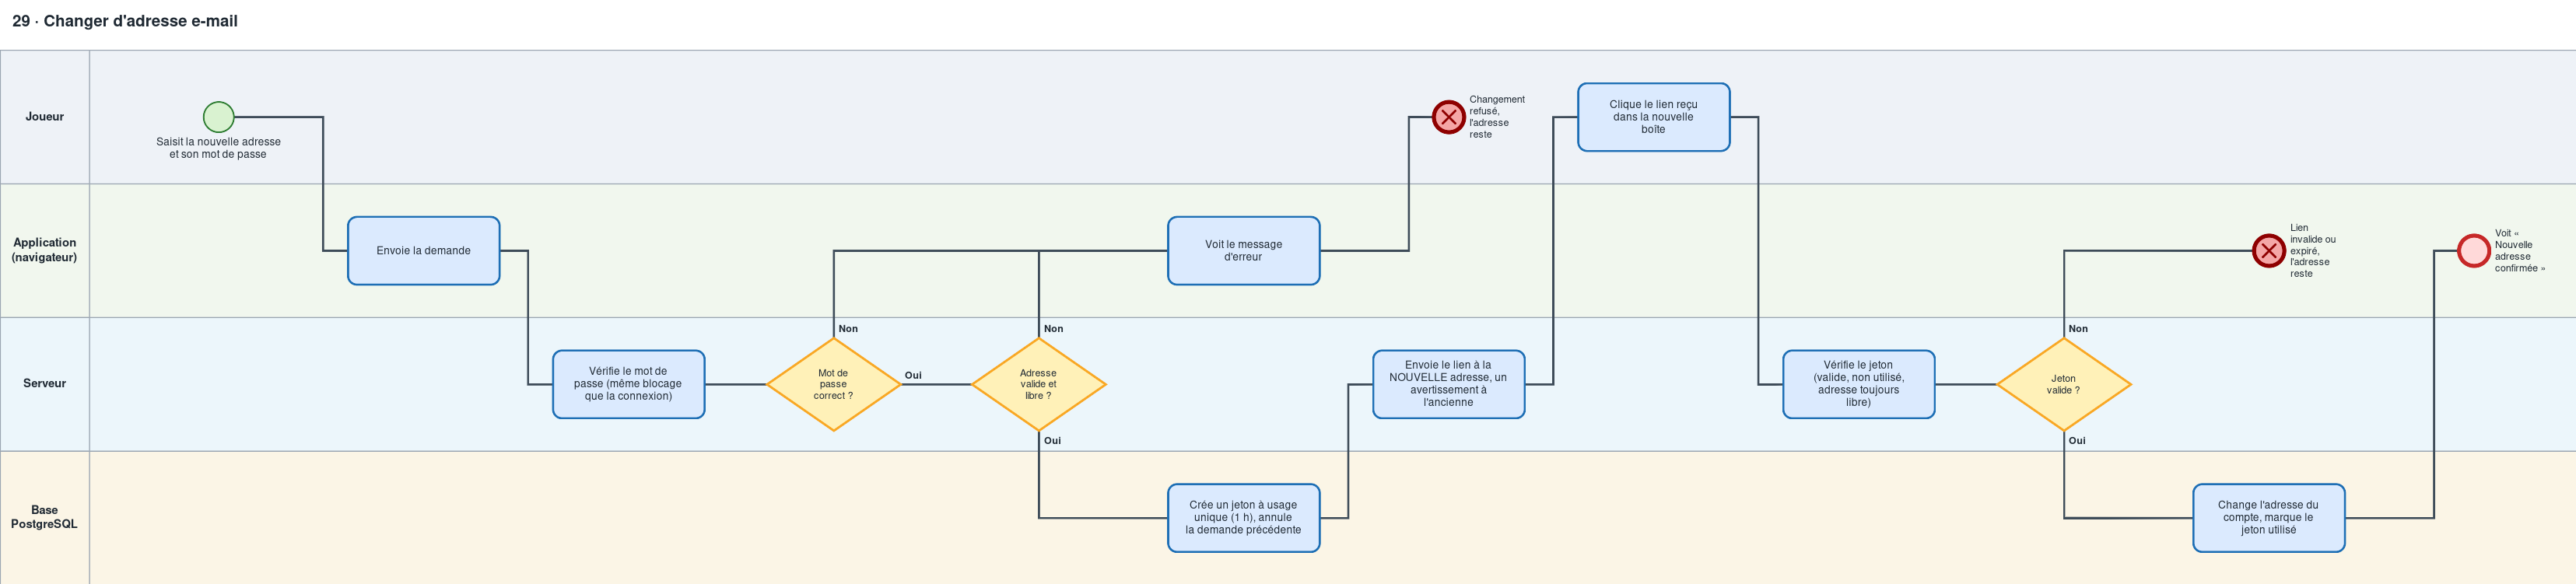 29 · Changer d'adresse e-mail
Joueur
Saisit la nouvelle adresse
et son mot de passe
Changement
refusé,
l'adresse
reste
Clique le lien reçu
dans la nouvelle
boîte
Application
(navigateur)
Envoie la demande
Voit le message
d'erreur
Lien
invalide ou
expiré,
l'adresse
reste
Voit «
Nouvelle
adresse
confirmée »
Serveur
Vérifie le mot de
passe (même blocage
que la connexion)
Mot de
passe
correct ?
Non
Oui
Adresse
valide et
libre ?
Non
Oui
Envoie le lien à la
NOUVELLE adresse, un
avertissement à
l'ancienne
Vérifie le jeton
(valide, non utilisé,
adresse toujours
libre)
Jeton
valide ?
Non
Oui
Base
PostgreSQL
Crée un jeton à usage
unique (1 h), annule
la demande précédente
Change l'adresse du
compte, marque le
jeton utilisé